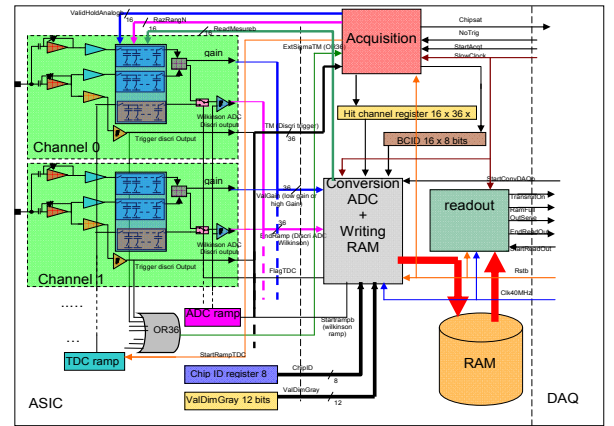 ValidHoldAnalogb
16
RazRangN
16
ReadMesureb
16
Acquisition
Chipsat
NoTrig
StartAcqt
SlowClock
ExtSigmaTM (OR36)
gain
Wilkinson ADC
Discri Output
Trigger discri Output
Channel 0
TM (Discri trigger)
36
Hit channel register 16 x 36 x
BCID 16 x 8 bits
gain
Wilkinson ADC
Discri Output
Trigger discri Output
Channel 1
36
ValGain (low gain or
high Gain)
36
EndRamp (Discri ADC
Wilkinson)
FlagTDC
Conversion
ADC
+
Writing
RAM
readout
StartConvDAQb
TransmitOn
RamFull
OutSerie
EndReadOut
StartReadOut
Rstb
Clk40MHz
.....
…
ADC ramp
Startrampb
(wilkinson
ramp)
OR36
TDC ramp
StartRampTDC
Chip ID register 8
ChipID
8
ValDimGray 12 bits
ValDimGray
12
RAM
ASIC
DAQ